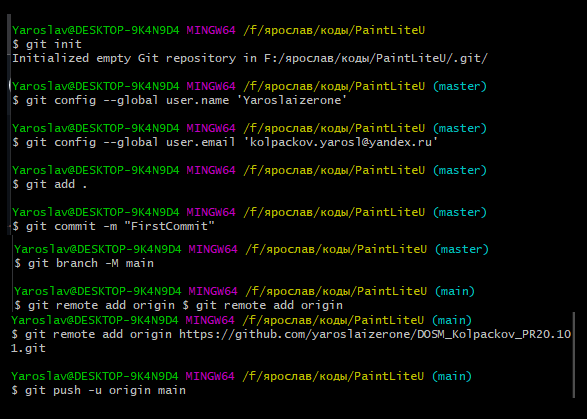 Yaroslav@DESKTOP-9K4N9D4 MINGW64 /f/ярослав/коды/PaintLiteU
$ git init
Initialized empty Git repository in F:/ярослав/коды/PaintLiteU/.git/
Yaroslav@DESKTOP-9K4N9D4 MINGW64 /f/ярослав/коды/PaintLiteU (master)
$ git config --global user.name 'Yaroslaizerone'
Yaroslav@DESKTOP-9K4N9D4 MINGW64 /f/ярослав/коды/PaintLiteU (master)
$ git config --global user.email 'kolpackov.yarosl@yandex.ru'
Yaroslav@DESKTOP-9K4N9D4 MINGW64 /f/ярослав/коды/PaintLiteU (master)
$ git add .
Yaroslav@DESKTOP-9K4N9D4 MINGW64 /f/ярослав/коды/PaintLiteU (master)
$ git commit -m "FirstCommit"
Yaroslav@DESKTOP-9K4N9D4 MINGW64 /f/ярослав/коды/PaintLiteU (master)
$ git branch -M main
Yaroslav@DESKTOP-9K4N9D4 MINGW64 /f/ярослав/коды/PaintLiteU (main)
$ git remote add origin $ git remote add origin
Yaroslav@DESKTOP-9K4N9D4 MINGW64 /f/ярослав/коды/PaintLiteU (main)
$ git remote add origin https://github.com/yaroslaizerone/DOSM_Kolpackov_PR20.10
1.git
Yaroslav@DESKTOP-9K4N9D4 MINGW64 /f/ярослав/коды/PaintLiteU (main)
$ git push -u origin main